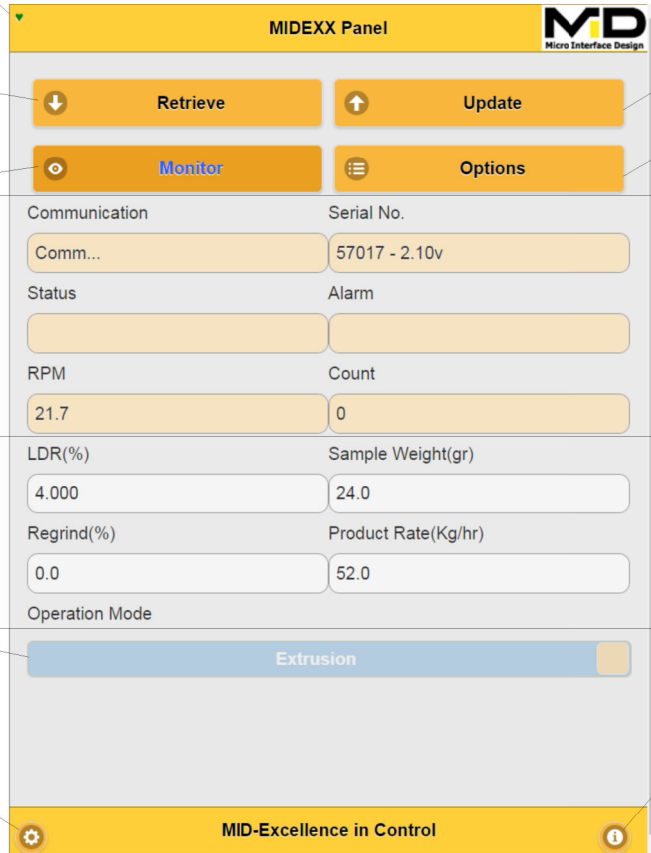 MIDEXX Panel
MiD
Micro Interface Design
Retrieve
Update
Monitor
Options
Communication
Serial No.
Comm...
57017 - 2.10v
Status
Alarm
RPM
Count
21.7
0
LDR(%)
Sample Weight(gr)
4.000
24.0
Regrind(%)
Product Rate(Kg/hr)
0.0
52.0
Operation Mode
Extrusion
MID-Excellence in Control